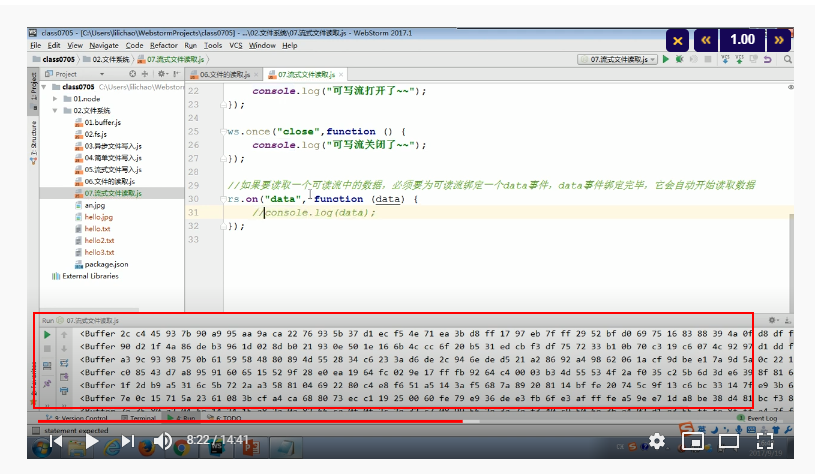 class0705 - [C:\Users\lilichao\WebstormProjects\class0705] - ...\02.文件系统\07.流式文件读取.js - WebStorm 2017.1
« 1.00 »
File Edit View Navigate Code Refactor Run Tools VCS Window Help
class0705 02.文件系统 07.流式文件读取.js 07.流式文件读取.js
Project 06.文件的读取.js 07.流式文件读取.js
1: Project
7: Structure
class0705 C:\Users\lilichao\Webstorm
01.node
02.文件系统
01.buffer.js
02.fs.js
03.异步文件写入.js
04.简单文件写入.js
05.流式文件写入.js
06.文件的读取.js
07.流式文件读取.js
an.jpg
hello.jpg
hello.txt
hello2.txt
hello3.txt
package.json
External Libraries
22 console.log("可写流打开了~~");
23 });
24
25 ws.once("close",function () {
26 console.log("可写流关闭了~~");
27 });
28
29 //如果要读取一个可读流中的数据，必须要为可读流绑定一个data事件，data事件绑定完毕，它会自动开始读取数据
30 rs.on("data", function (data) {
31 //console.log(data);
32 });
33
Run 07.流式文件读取.js
<Buffer 2c c4 45 93 7b 90 a9 95 aa 9a ca 22 76 93 5b 37 d1 ec f5 4e 71 ea 3b d8 ff 17 97 eb 7f ff 29 52 bf d0 69 75 16 83 88 39 4a 0f d8 df f
<Buffer 90 d2 1f 4a 86 de b3 96 1d 02 8d b0 21 93 0e 50 1e 16 6b 4c cc 6f 20 b5 31 ed cb f3 df 75 72 33 b1 0b 70 c3 19 c6 07 4c 92 97 d1 dd f
<Buffer a3 9c 93 98 75 0b 61 59 58 48 80 89 4d 55 28 34 c6 23 3a d6 de 2c 94 6e de d5 21 a2 86 92 a4 98 62 06 1a cf 9d be e1 7a 9d 5a 0c 22 1
<Buffer c0 85 43 d7 a8 95 91 60 65 15 52 9f 28 e0 ea 19 64 fc 02 9e 17 ff fb 92 64 c4 00 03 b3 4d 55 53 4f 2a f0 35 c2 5b 6d 3d e6 39 8f 81 6
<Buffer 1f 2d b9 a5 31 6c 5b 72 2a a3 58 81 04 69 22 80 c4 e8 f6 51 a5 14 3a f5 68 7a 89 20 81 14 bf fe 20 74 5c 9f 13 c6 bc 33 14 7f e9 3b 6
<Buffer 7e 0c 15 71 5a 23 61 08 3b cf a4 ca 68 80 73 ec c1 19 25 00 60 fe 79 e9 36 de e3 fb 6f e3 af ff fe a5 9e e7 1d a8 be 38 d4 81 bc f3 8
9: Version Control Terminal 4: Run 6: TODO Event Log
statement expected
8:22 / 14:41